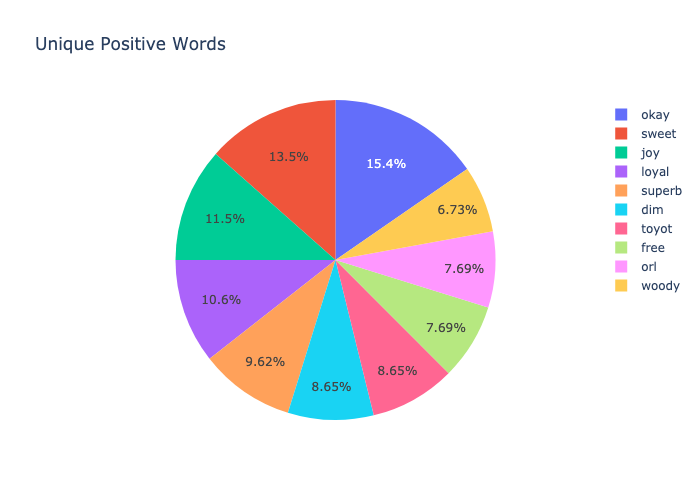 Unique Positive Words
okay
sweet
joy
loyal
superb
dim
toyot
free
orl
woody
15.4%
13.5%
11.5%
10.6%
9.62%
8.65%
8.65%
7.69%
7.69%
6.73%